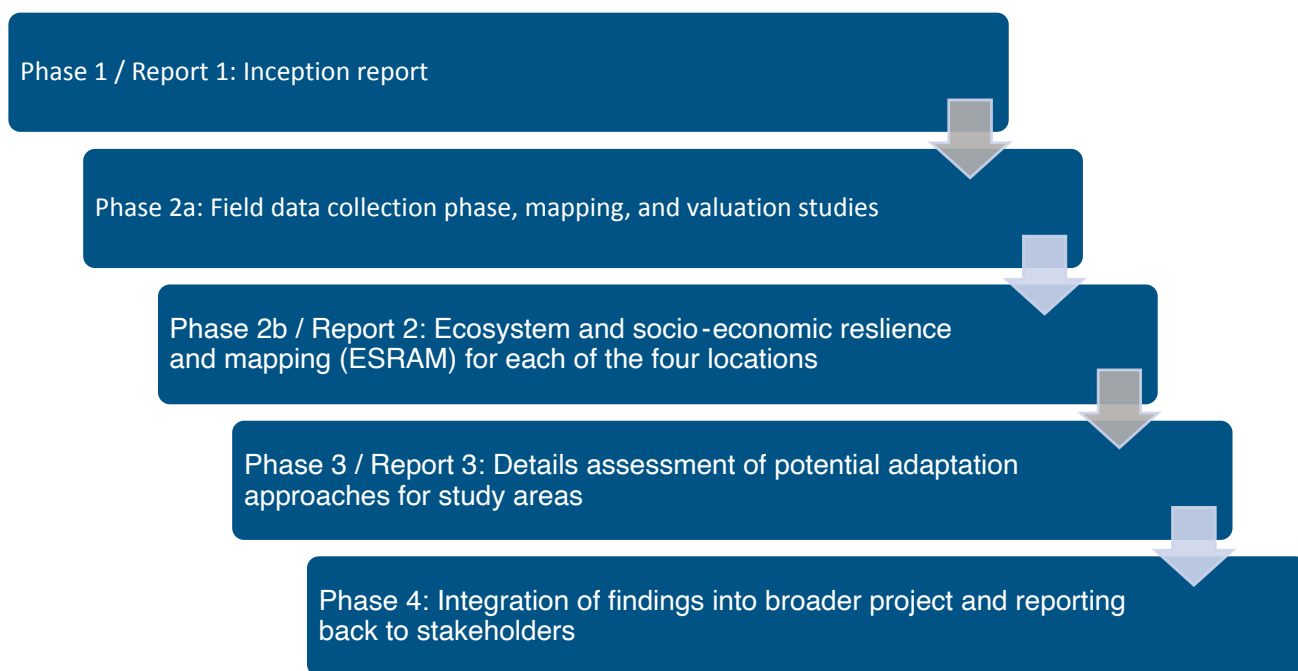 Phase 1 / Report 1: Inception report
Phase 2a: Field data collection phase, mapping, and valuation studies
Phase 2b / Report 2: Ecosystem and socio-economic reslience
and mapping (ESRAM) for each of the four locations
Phase 3 / Report 3: Details assessment of potential adaptation
approaches for study areas
Phase 4: Integration of findings into broader project and reporting
back to stakeholders